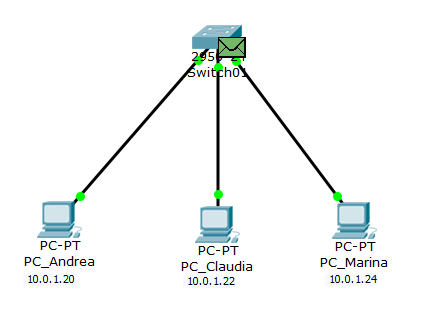 Switch01
PC-PT
PC_Andrea
10.0.1.20
PC-PT
PC_Claudia
10.0.1.22
PC-PT
PC_Marina
10.0.1.24